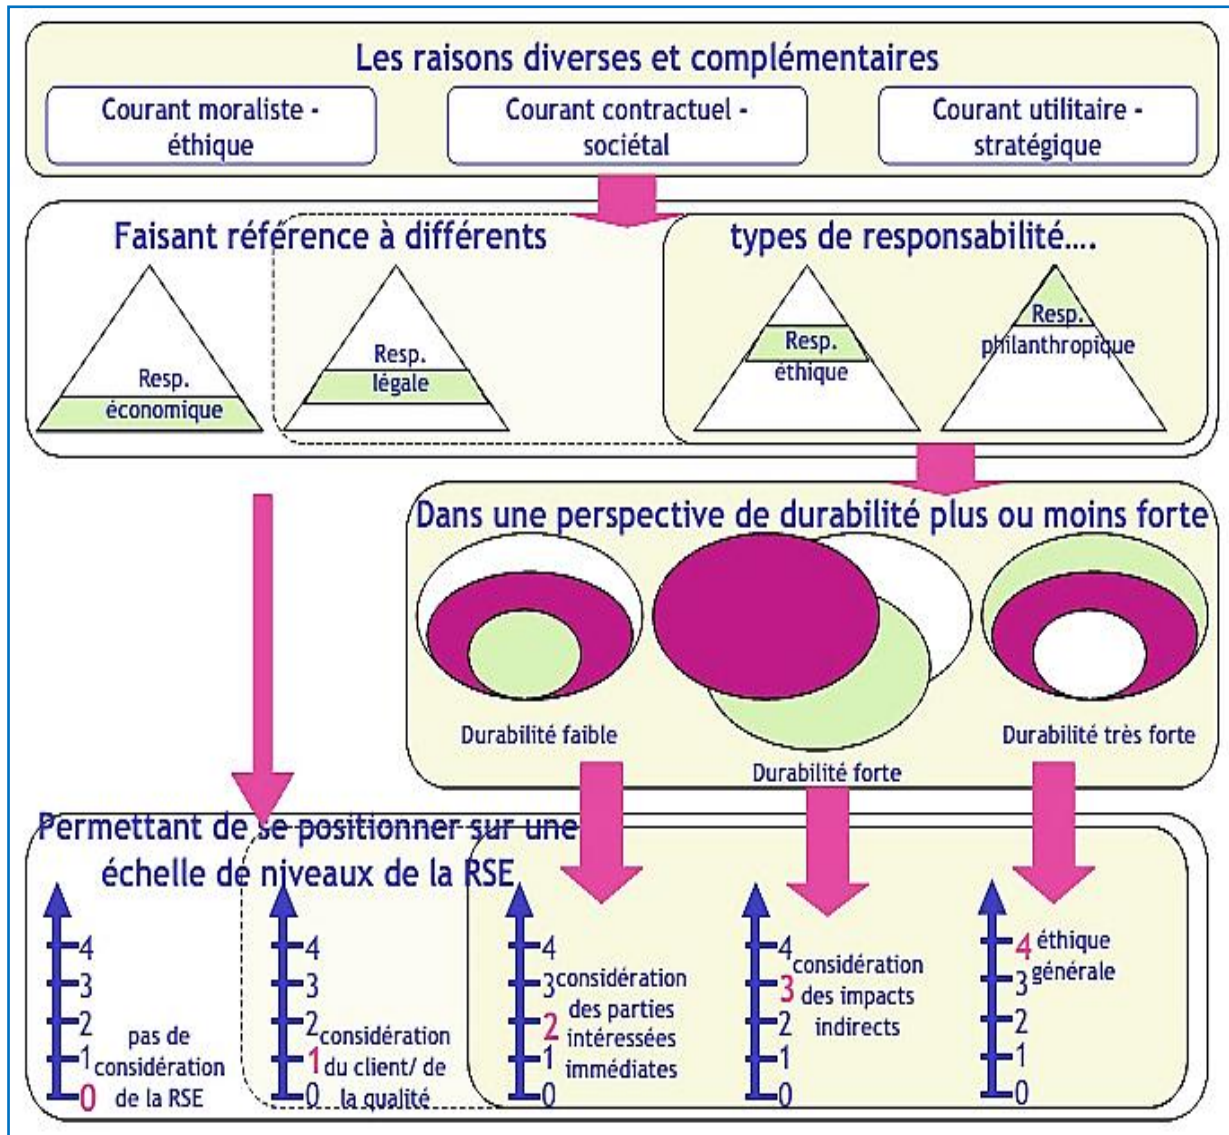 Les raisons diverses et complémentaires
Courant moraliste -
éthique
Courant contractuel -
sociétal
Courant utilitaire -
stratégique
Faisant référence à différents
types de responsabilité....
Resp.
économique
Resp.
légale
Resp.
éthique
Resp.
philanthropique
Dans une perspective de durabilité plus ou moins forte
Durabilité faible
Durabilité forte
Durabilité très forte
Permettant de se positionner sur une
échelle de niveaux de la RSE
4
3
2
1
0
pas de
considération
de la RSE
4
3
2
1
0
considération
du client/ de
la qualité
4
3
2
1
0
considération
des parties
intéressées
immédiates
4
3
2
1
0
considération
des impacts
indirects
4
3
2
1
0
éthique
générale